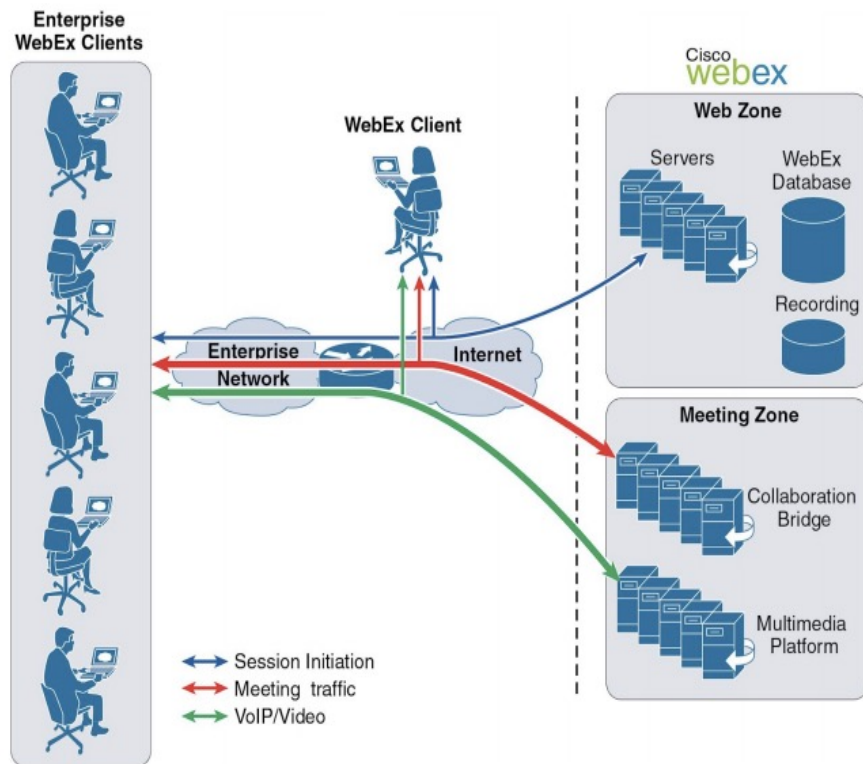 Enterprise
WebEx Clients
WebEx Client
Cisco
webex
Web Zone
Servers
WebEx
Database
Recording
Enterprise
Network
Internet
Meeting Zone
Collaboration
Bridge
Multimedia
Platform
Session Initiation
Meeting traffic
VoIP/Video